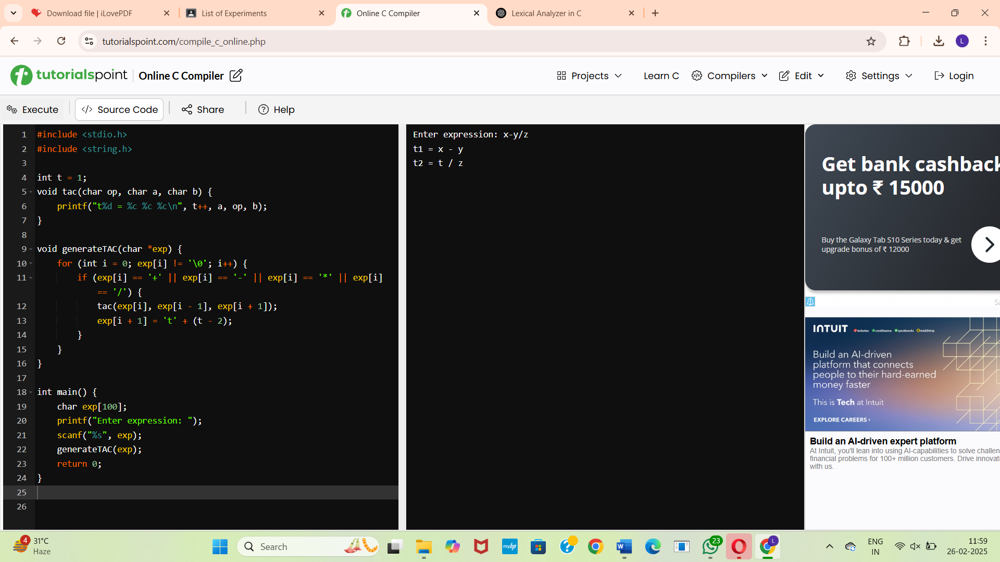 Download file | iLovePDF
List of Experiments
Online C Compiler
Lexical Analyzer in C
tutorialspoint.com/compile_c_online.php
L
tutorialspoint
Online C Compiler
Projects
Learn C
Compilers
Edit
Settings
Login
Execute
</> Source Code
Share
Help
1 #include <stdio.h>
2 #include <string.h>
3
4 int t = 1;
5 void tac(char op, char a, char b) {
6 printf("t%d = %c %c %c\n", t++, a, op, b);
7 }
8
9 void generateTAC(char *exp) {
10 for (int i = 0; exp[i] != '\0'; i++) {
11 if (exp[i] == '+' || exp[i] == '-' || exp[i] == '*' || exp[i]
== '/') {
12 tac(exp[i], exp[i - 1], exp[i + 1]);
13 exp[i + 1] = 't' + (t - 2);
14 }
15 }
16 }
17
18 int main() {
19 char exp[100];
20 printf("Enter expression: ");
21 scanf("%s", exp);
22 generateTAC(exp);
23 return 0;
24 }
25
26
Enter expression: x-y/z
t1 = x - y
t2 = t / z
Get bank cashback
upto ₹ 15000
Buy the Galaxy Tab S10 Series today & get
upgrade bonus of ₹ 12000
Sa
INTUIT turbotax creditkarma quickbooks mailchimp
Build an AI-driven
platform that connects
people to their hard-earned
money faster
This is Tech at Intuit
EXPLORE CAREERS ›
Build an AI-driven expert platform
At Intuit, you'll lean into using AI-capabilities to solve challen
financial problems for 100+ million customers. Drive innovati
with us.
4
31°C
Haze
Search
myhp
W
23
L
ENG
IN
11:59
26-02-2025